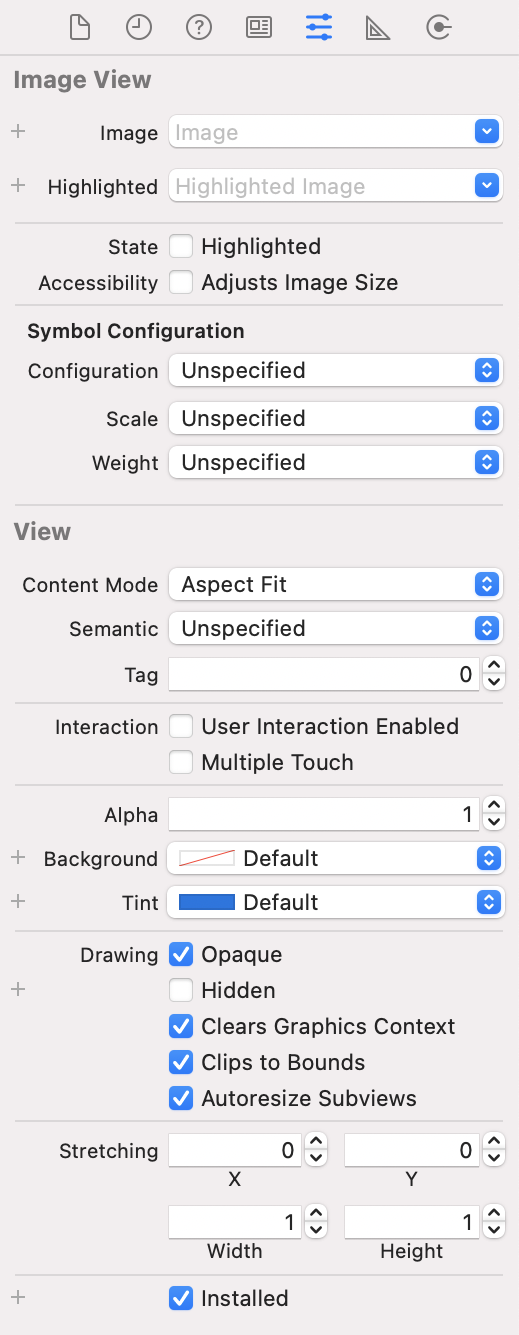 Image View
Image Image
Highlighted Highlighted Image
State Highlighted
Accessibility Adjusts Image Size
Symbol Configuration
Configuration Unspecified
Scale Unspecified
Weight Unspecified
View
Content Mode Aspect Fit
Semantic Unspecified
Tag 0
Interaction User Interaction Enabled
Multiple Touch
Alpha 1
Background Default
Tint Default
Drawing Opaque
Hidden
Clears Graphics Context
Clips to Bounds
Autoresize Subviews
Stretching 0 0
X Y
1 1
Width Height
Installed